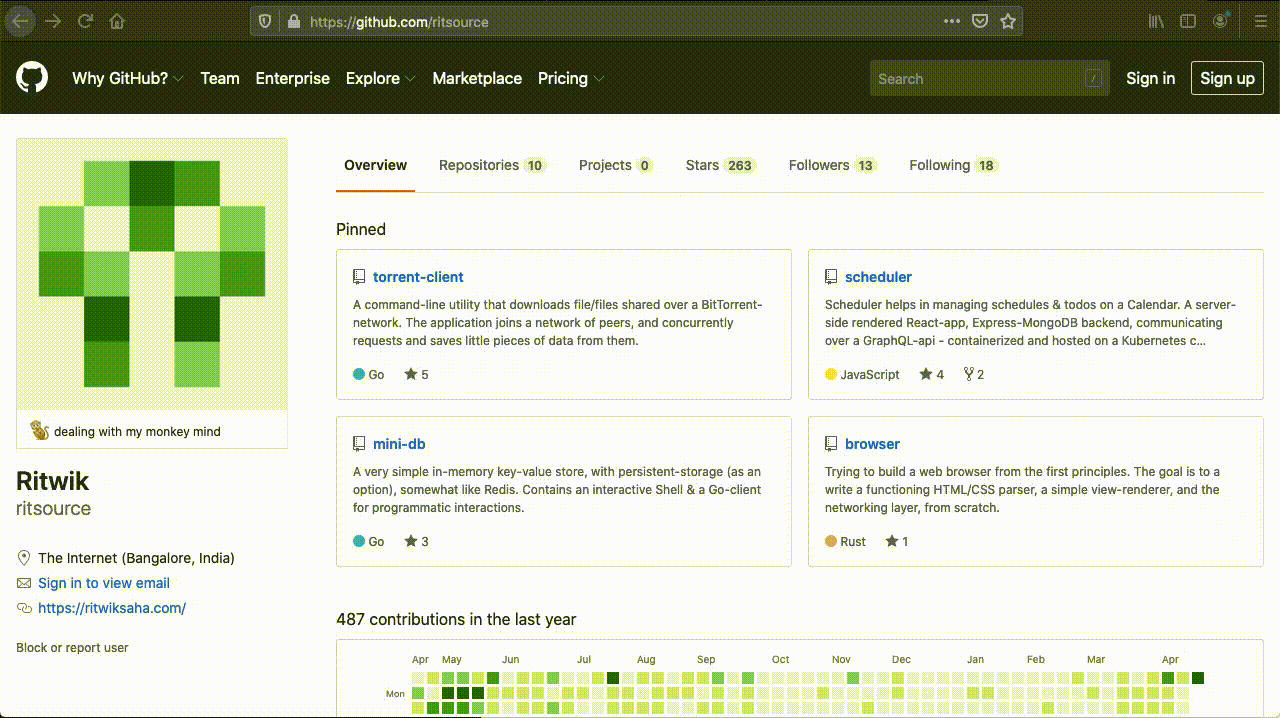 https://github.com/ritsource
Why GitHub? Team Enterprise Explore Marketplace Pricing Search / Sign in Sign up
Overview Repositories 10 Projects 0 Stars 263 Followers 13 Following 18
dealing with my monkey mind
Ritwik
ritsource
The Internet (Bangalore, India)
Sign in to view email
https://ritwiksaha.com/
Block or report user
Pinned
torrent-client
A command-line utility that downloads file/files shared over a BitTorrent-
network. The application joins a network of peers, and concurrently
requests and saves little pieces of data from them.
Go 5
scheduler
Scheduler helps in managing schedules & todos on a Calendar. A server-
side rendered React-app, Express-MongoDB backend, communicating
over a GraphQL-api - containerized and hosted on a Kubernetes c...
JavaScript 4 2
mini-db
A very simple in-memory key-value store, with persistent-storage (as an
option), somewhat like Redis. Contains an interactive Shell & a Go-client
for programmatic interactions.
Go 3
browser
Trying to build a web browser from the first principles. The goal is to a
write a functioning HTML/CSS parser, a simple view-renderer, and the
networking layer, from scratch.
Rust 1
487 contributions in the last year
Apr May Jun Jul Aug Sep Oct Nov Dec Jan Feb Mar Apr
Mon